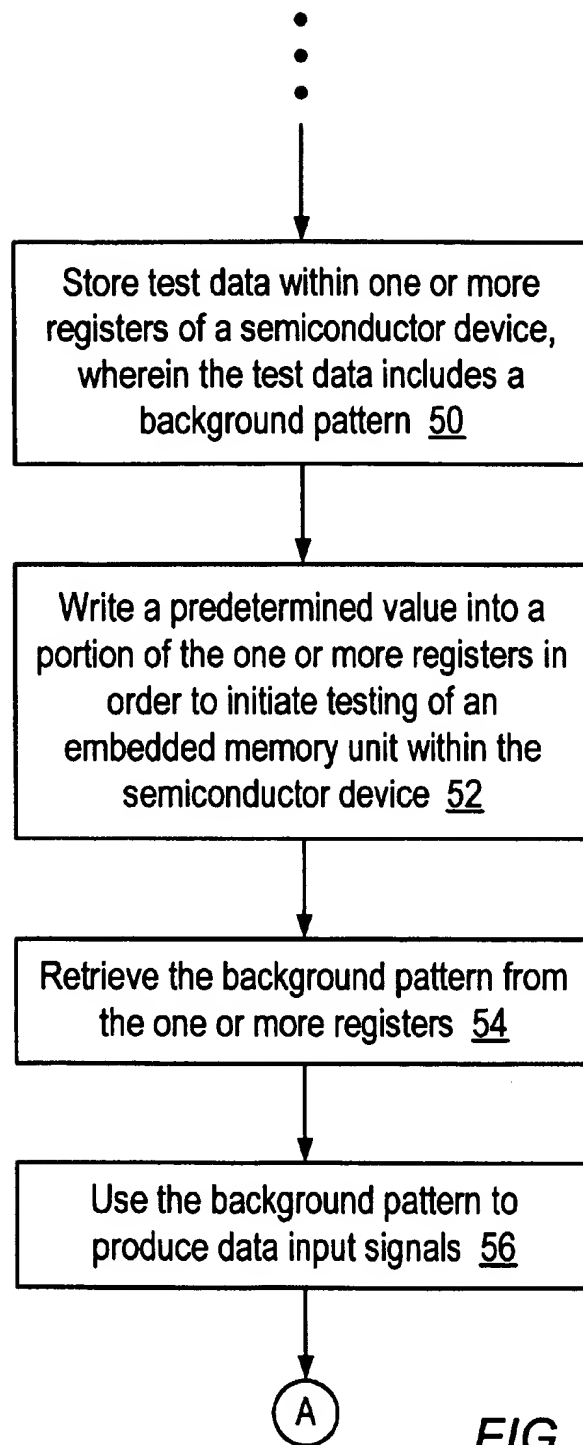 Store test data within one or more
registers of a semiconductor device,
wherein the test data includes a
background pattern 50
Write a predetermined value into a
portion of the one or more registers in
order to initiate testing of an
embedded memory unit within the
semiconductor device 52
Retrieve the background pattern from
the one or more registers 54
Use the background pattern to
produce data input signals 56
A
FIG